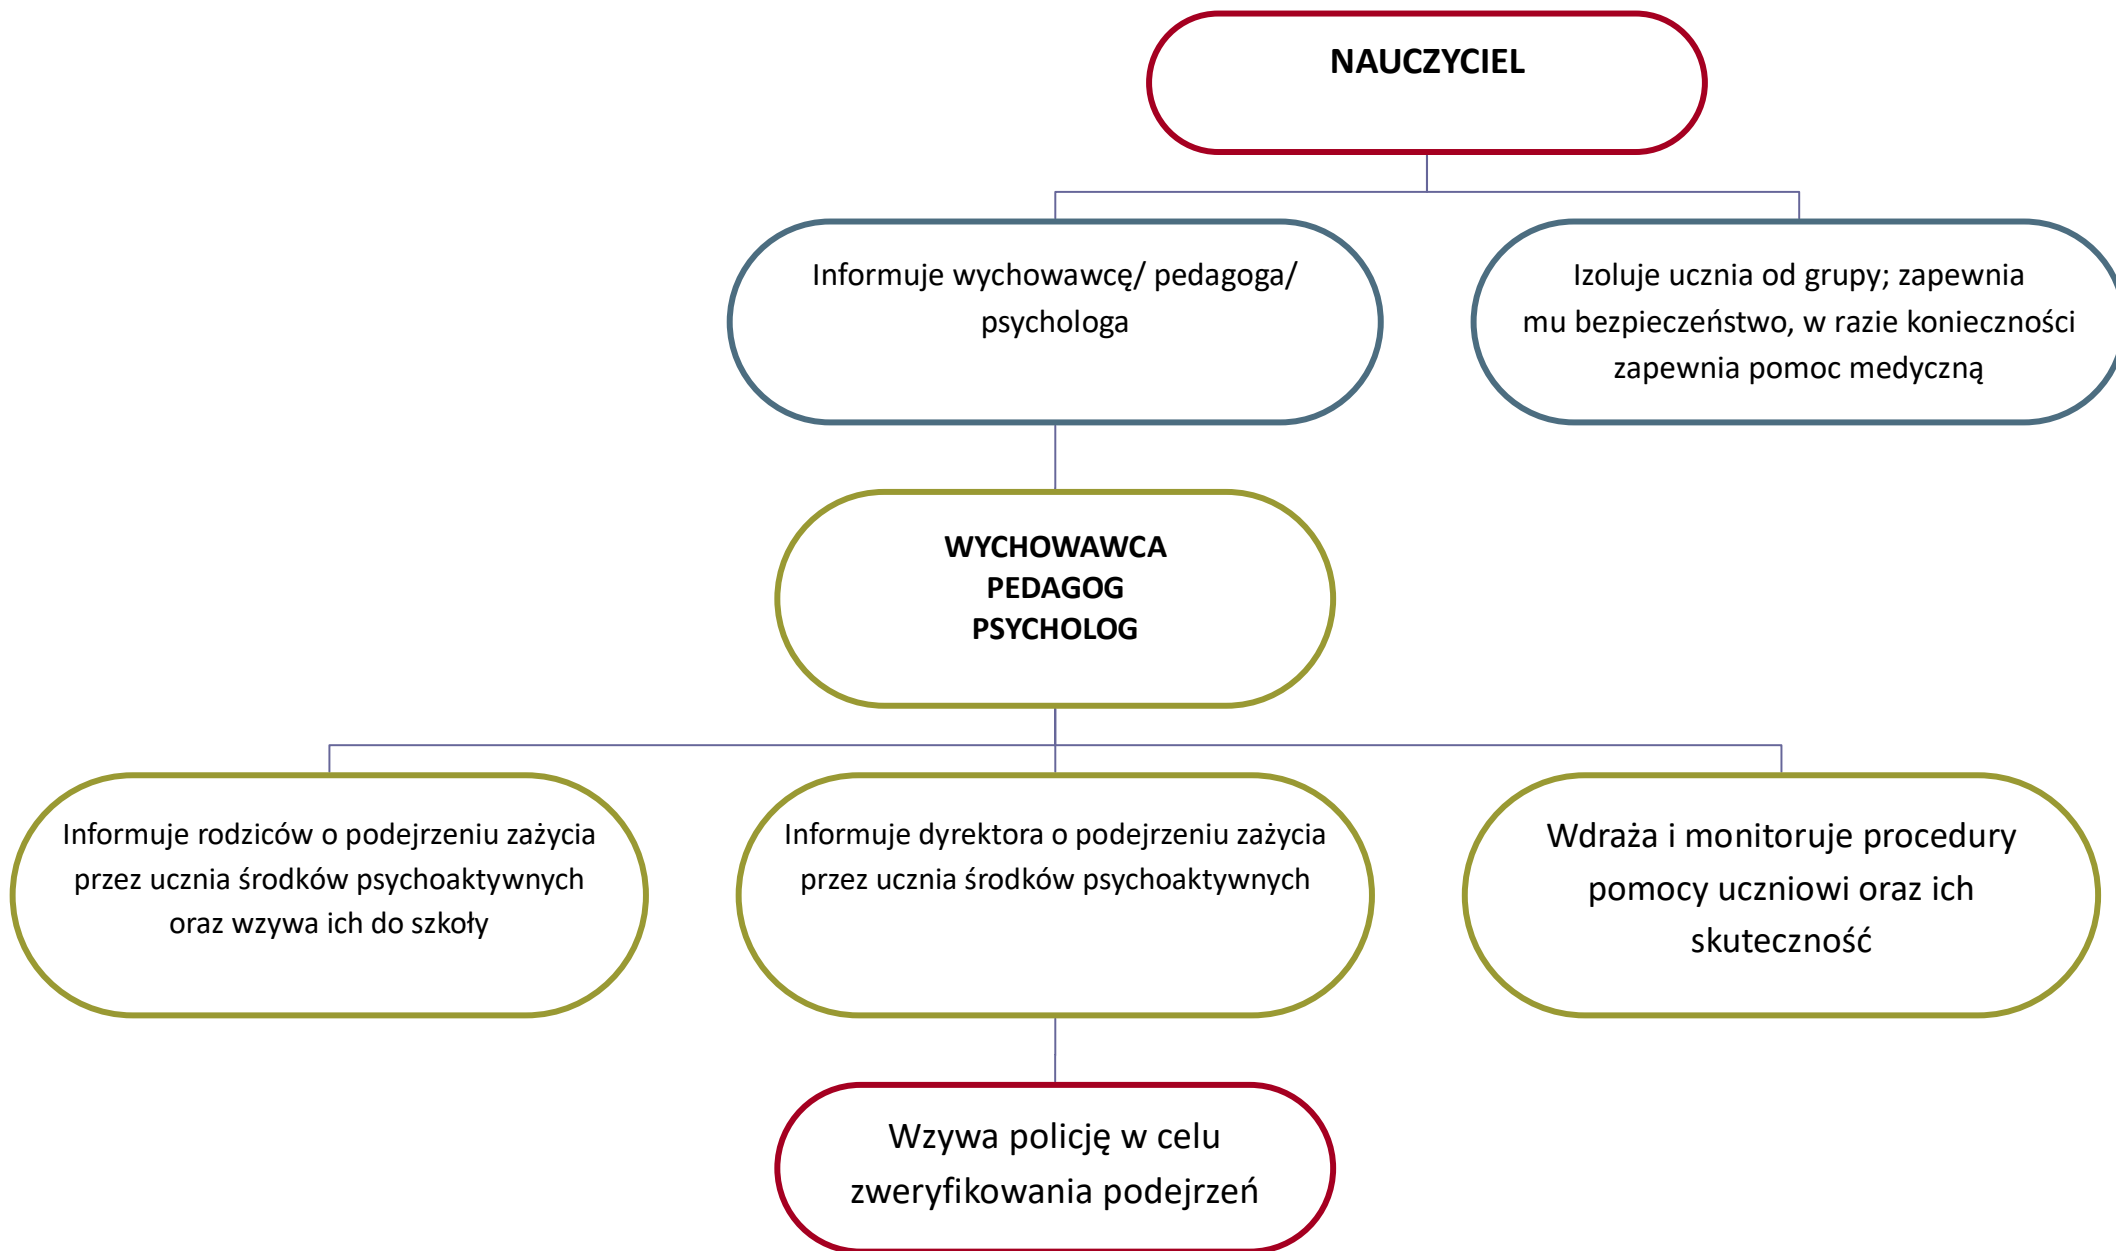 NAUCZYCIEL
Informuje wychowawcę/ pedagoga/
psychologa
Izoluje ucznia od grupy; zapewnia
mu bezpieczeństwo, w razie konieczności
zapewnia pomoc medyczną
WYCHOWAWCA
PEDAGOG
PSYCHOLOG
Informuje rodziców o podejrzeniu zażycia
przez ucznia środków psychoaktywnych
oraz wzywa ich do szkoły
Informuje dyrektora o podejrzeniu zażycia
przez ucznia środków psychoaktywnych
Wdraża i monitoruje procedury
pomocy uczniowi oraz ich
skuteczność
Wzywa policję w celu
zweryfikowania podejrzeń